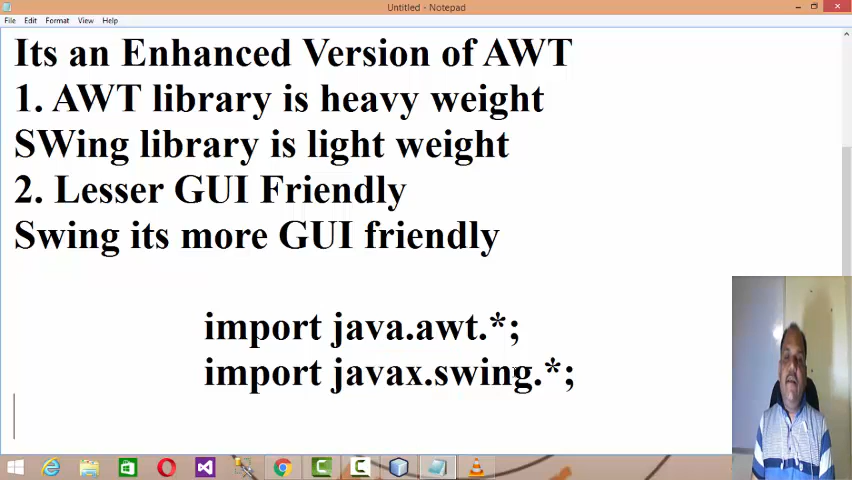 Untitled - Notepad
File Edit Format View Help
Its an Enhanced Version of AWT
1. AWT library is heavy weight
SWing library is light weight
2. Lesser GUI Friendly
Swing its more GUI friendly
import java.awt.*;
import javax.swing.*;